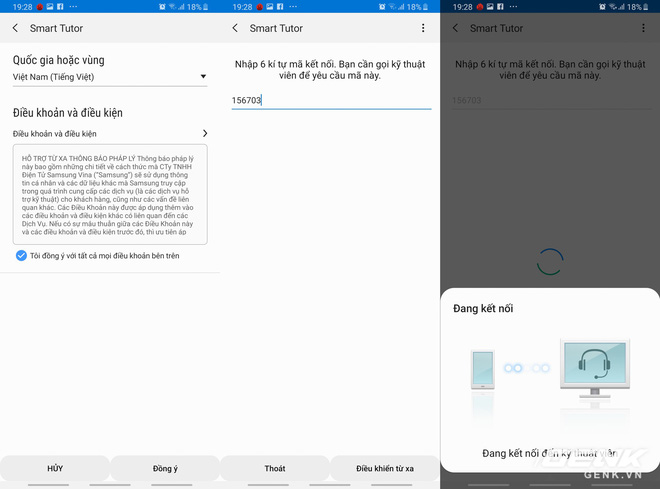 19:28
18%
Smart Tutor
Quốc gia hoặc vùng
Việt Nam (Tiếng Việt)
Điều khoản và điều kiện
Điều khoản và điều kiện
HỖ TRỢ TỪ XA THÔNG BÁO PHÁP LÝ Thông báo pháp lý
này bao gồm những chi tiết về cách thức mà CTy TNHH
Điện Tử Samsung Vina ("Samsung") sẽ sử dụng thông
tin cá nhân và các dữ liệu khác mà Samsung truy cập
trong quá trình cung cấp các dịch vụ (là các dịch vụ hỗ
trợ kỹ thuật) cho khách hàng, cũng như các vấn đề liên
quan khác. Các Điều Khoản này được áp dụng thêm vào
các điều khoản và điều kiện khác có liên quan đến các
Dịch Vụ. Nếu có sự mâu thuẫn giữa các Điều Khoản này
và các điều khoản và điều kiện trước đó, thì ưu tiên áp
Tôi đồng ý với tất cả mọi điều khoản bên trên
HỦY
Đồng ý
19:28
18%
Smart Tutor
Nhập 6 kí tự mã kết nối. Bạn cần gọi kỹ thuật
viên để yêu cầu mã này.
156703
Thoát
Điều khiển từ xa
19:28
18%
Smart Tutor
Nhập 6 kí tự mã kết nối. Bạn cần gọi kỹ thuật
viên để yêu cầu mã này.
156703
Đang kết nối
Đang kết nối đến kỹ thuật viên
GENK
GENK.VN